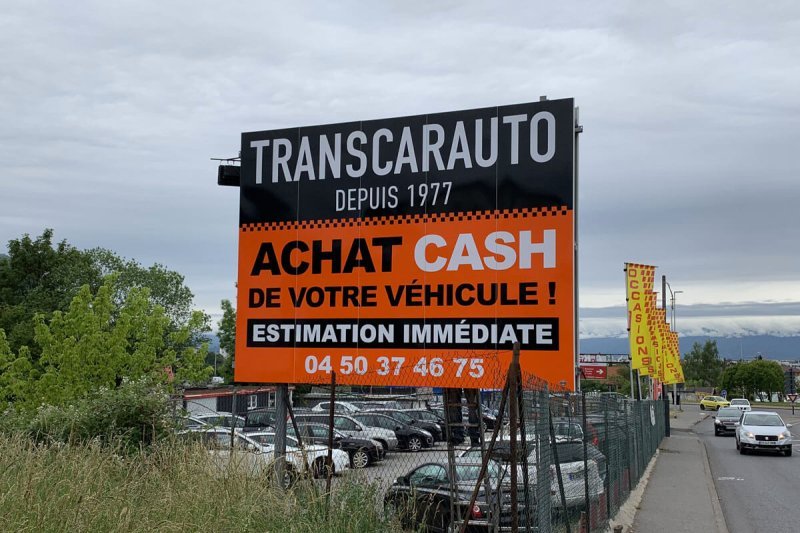 TRANSCARAUTO
DEPUIS 1977
ACHAT CASH
DE VOTRE VÉHICULE !
ESTIMATION IMMÉDIATE
04 50 37 46 75
OCCASIONS